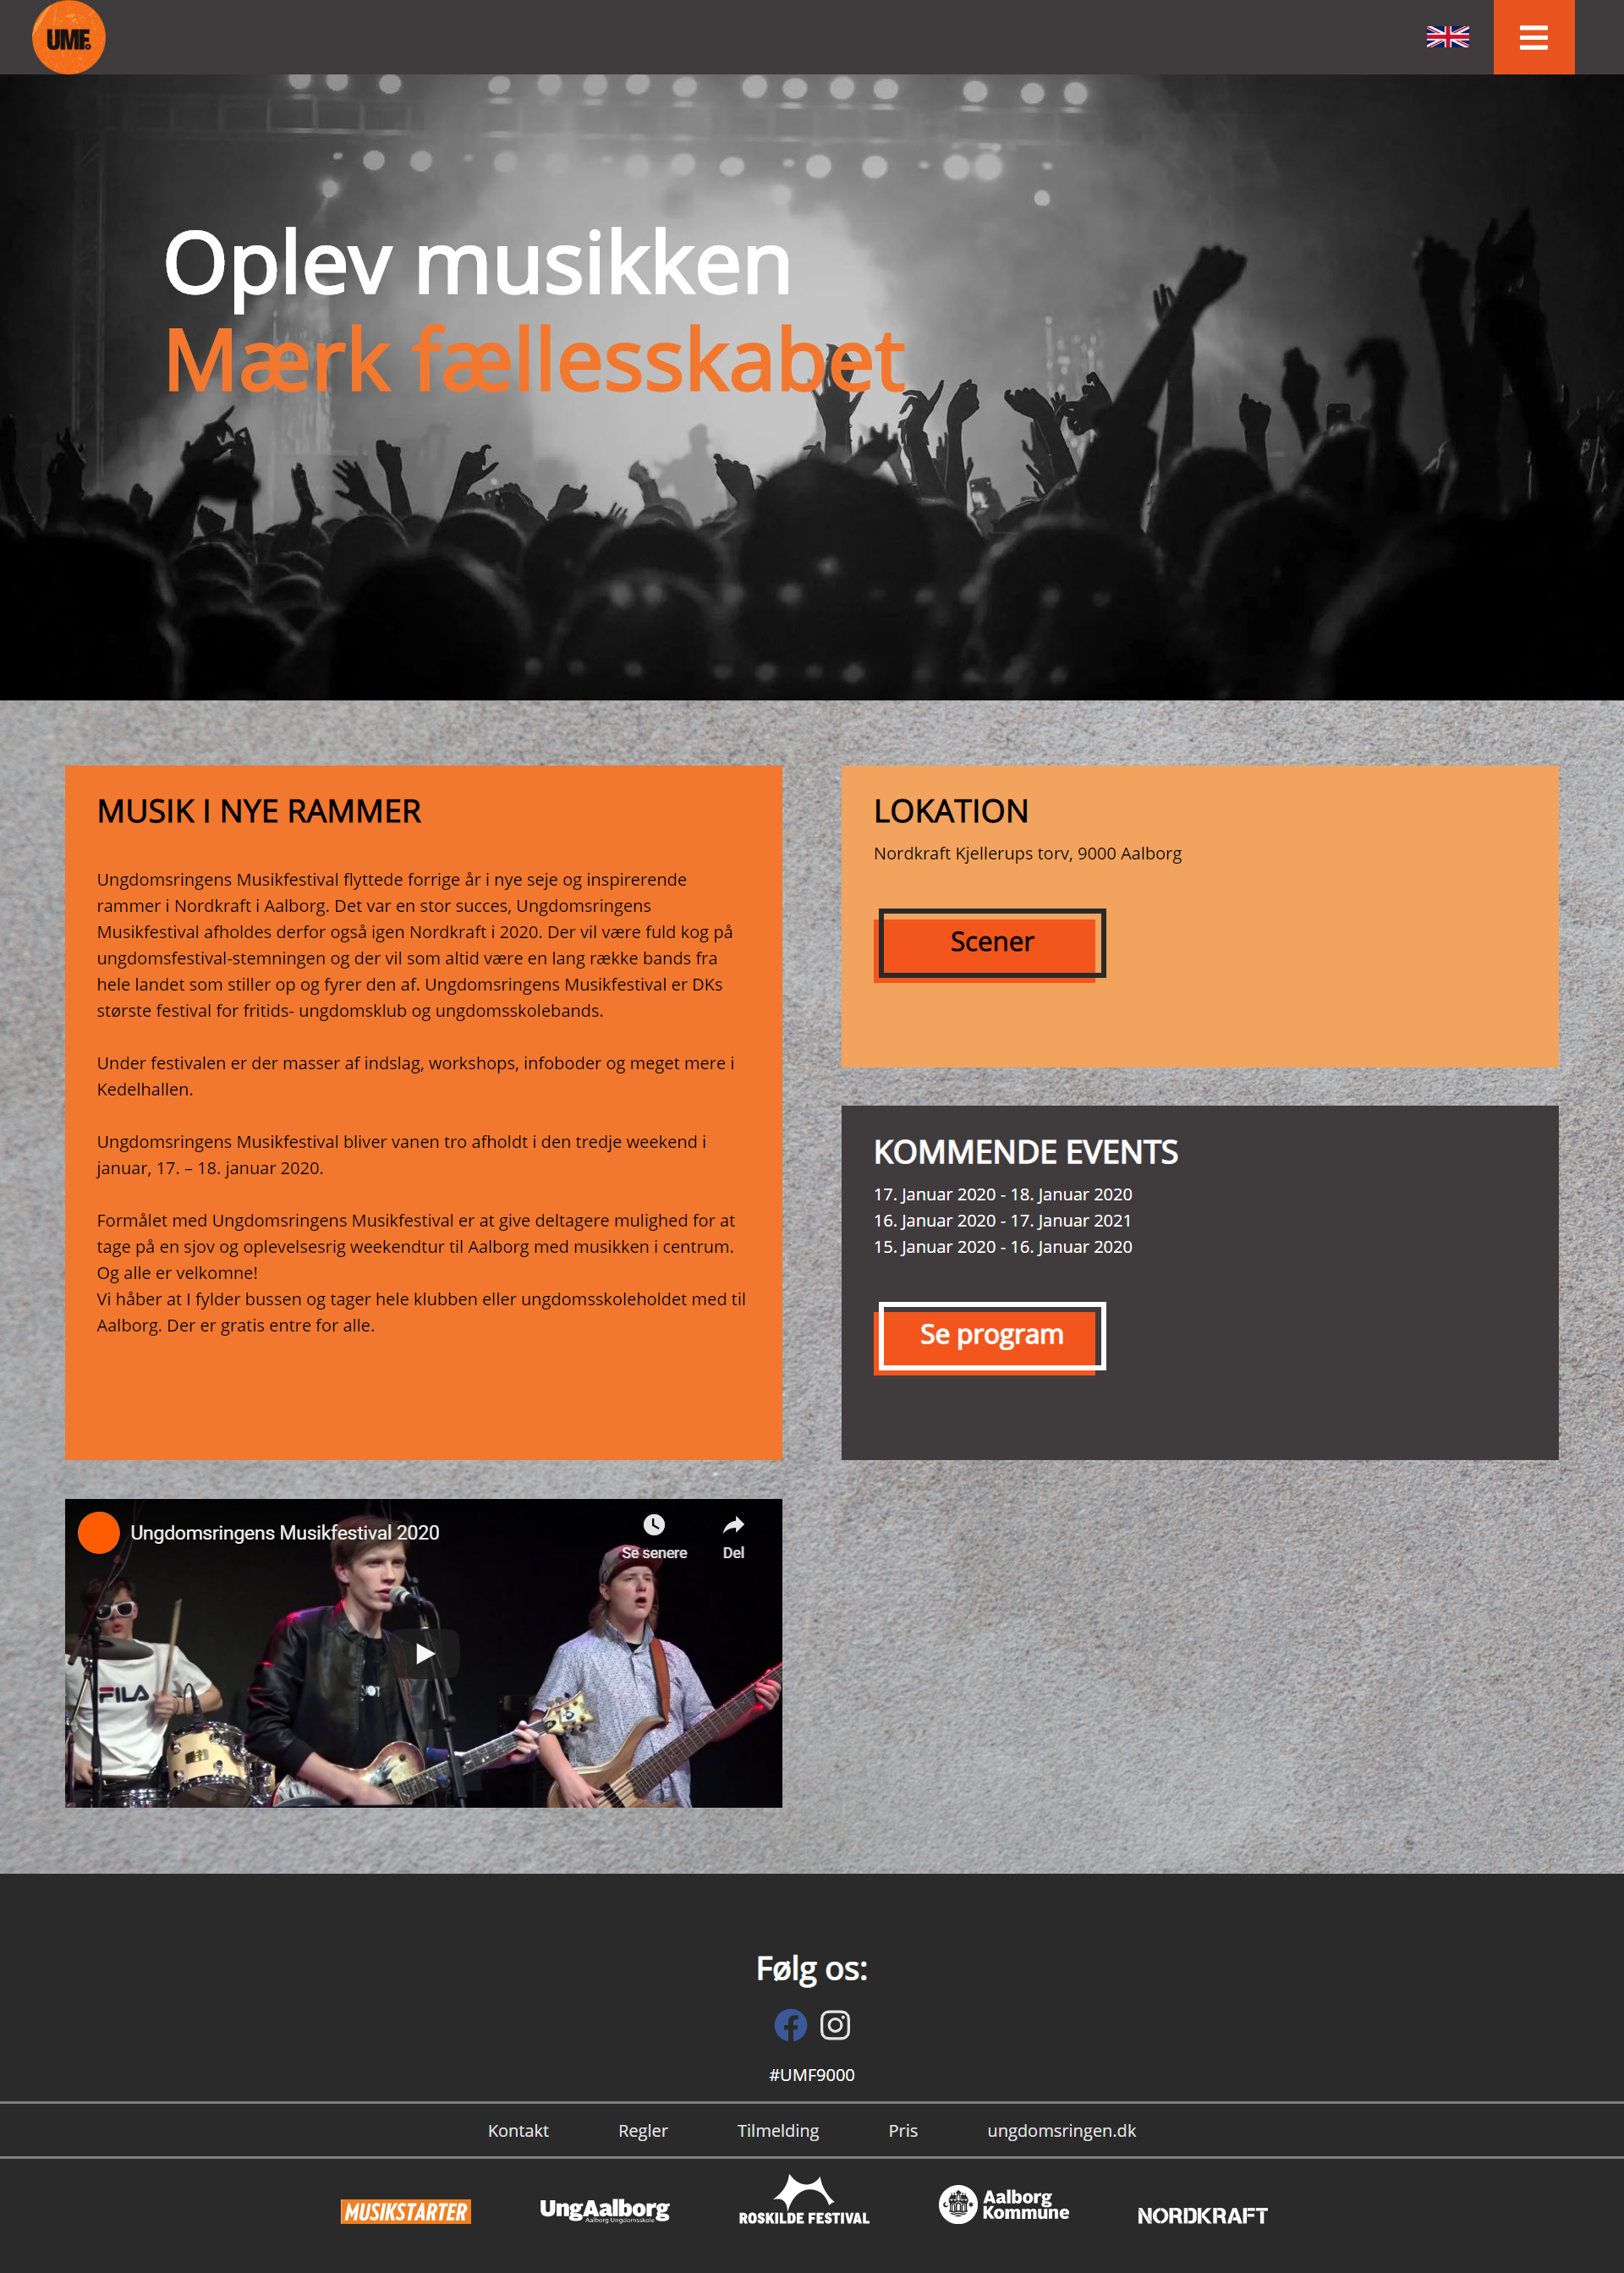 UMF
Oplev musikken
Mærk fællesskabet
MUSIK I NYE RAMMER
Ungdomsringens Musikfestival flyttede forrige år i nye seje og inspirerende
rammer i Nordkraft i Aalborg. Det var en stor succes, Ungdomsringens
Musikfestival afholdes derfor også igen Nordkraft i 2020. Der vil være fuld kog på
ungdomsfestival-stemningen og der vil som altid være en lang række bands fra
hele landet som stiller op og fyrer den af. Ungdomsringens Musikfestival er DKs
største festival for fritids- ungdomsklub og ungdomsskolebands.
Under festivalen er der masser af indslag, workshops, infoboder og meget mere i
Kedelhallen.
Ungdomsringens Musikfestival bliver vanen tro afholdt i den tredje weekend i
januar, 17. – 18. januar 2020.
Formålet med Ungdomsringens Musikfestival er at give deltagere mulighed for at
tage på en sjov og oplevelsesrig weekendtur til Aalborg med musikken i centrum.
Og alle er velkomne!
Vi håber at I fylder bussen og tager hele klubben eller ungdomsskoleholdet med til
Aalborg. Der er gratis entre for alle.
LOKATION
Nordkraft Kjellerups torv, 9000 Aalborg
Scener
KOMMENDE EVENTS
17. Januar 2020 - 18. Januar 2020
16. Januar 2020 - 17. Januar 2021
15. Januar 2020 - 16. Januar 2020
Se program
Ungdomsringens Musikfestival 2020
Se senere
Del
FILA
Følg os:
#UMF9000
Kontakt
Regler
Tilmelding
Pris
ungdomsringen.dk
MUSIKSTARTER
UngAalborg
Aalborg Ungdomsskole
ROSKILDE FESTIVAL
Aalborg
Kommune
NORDKRAFT